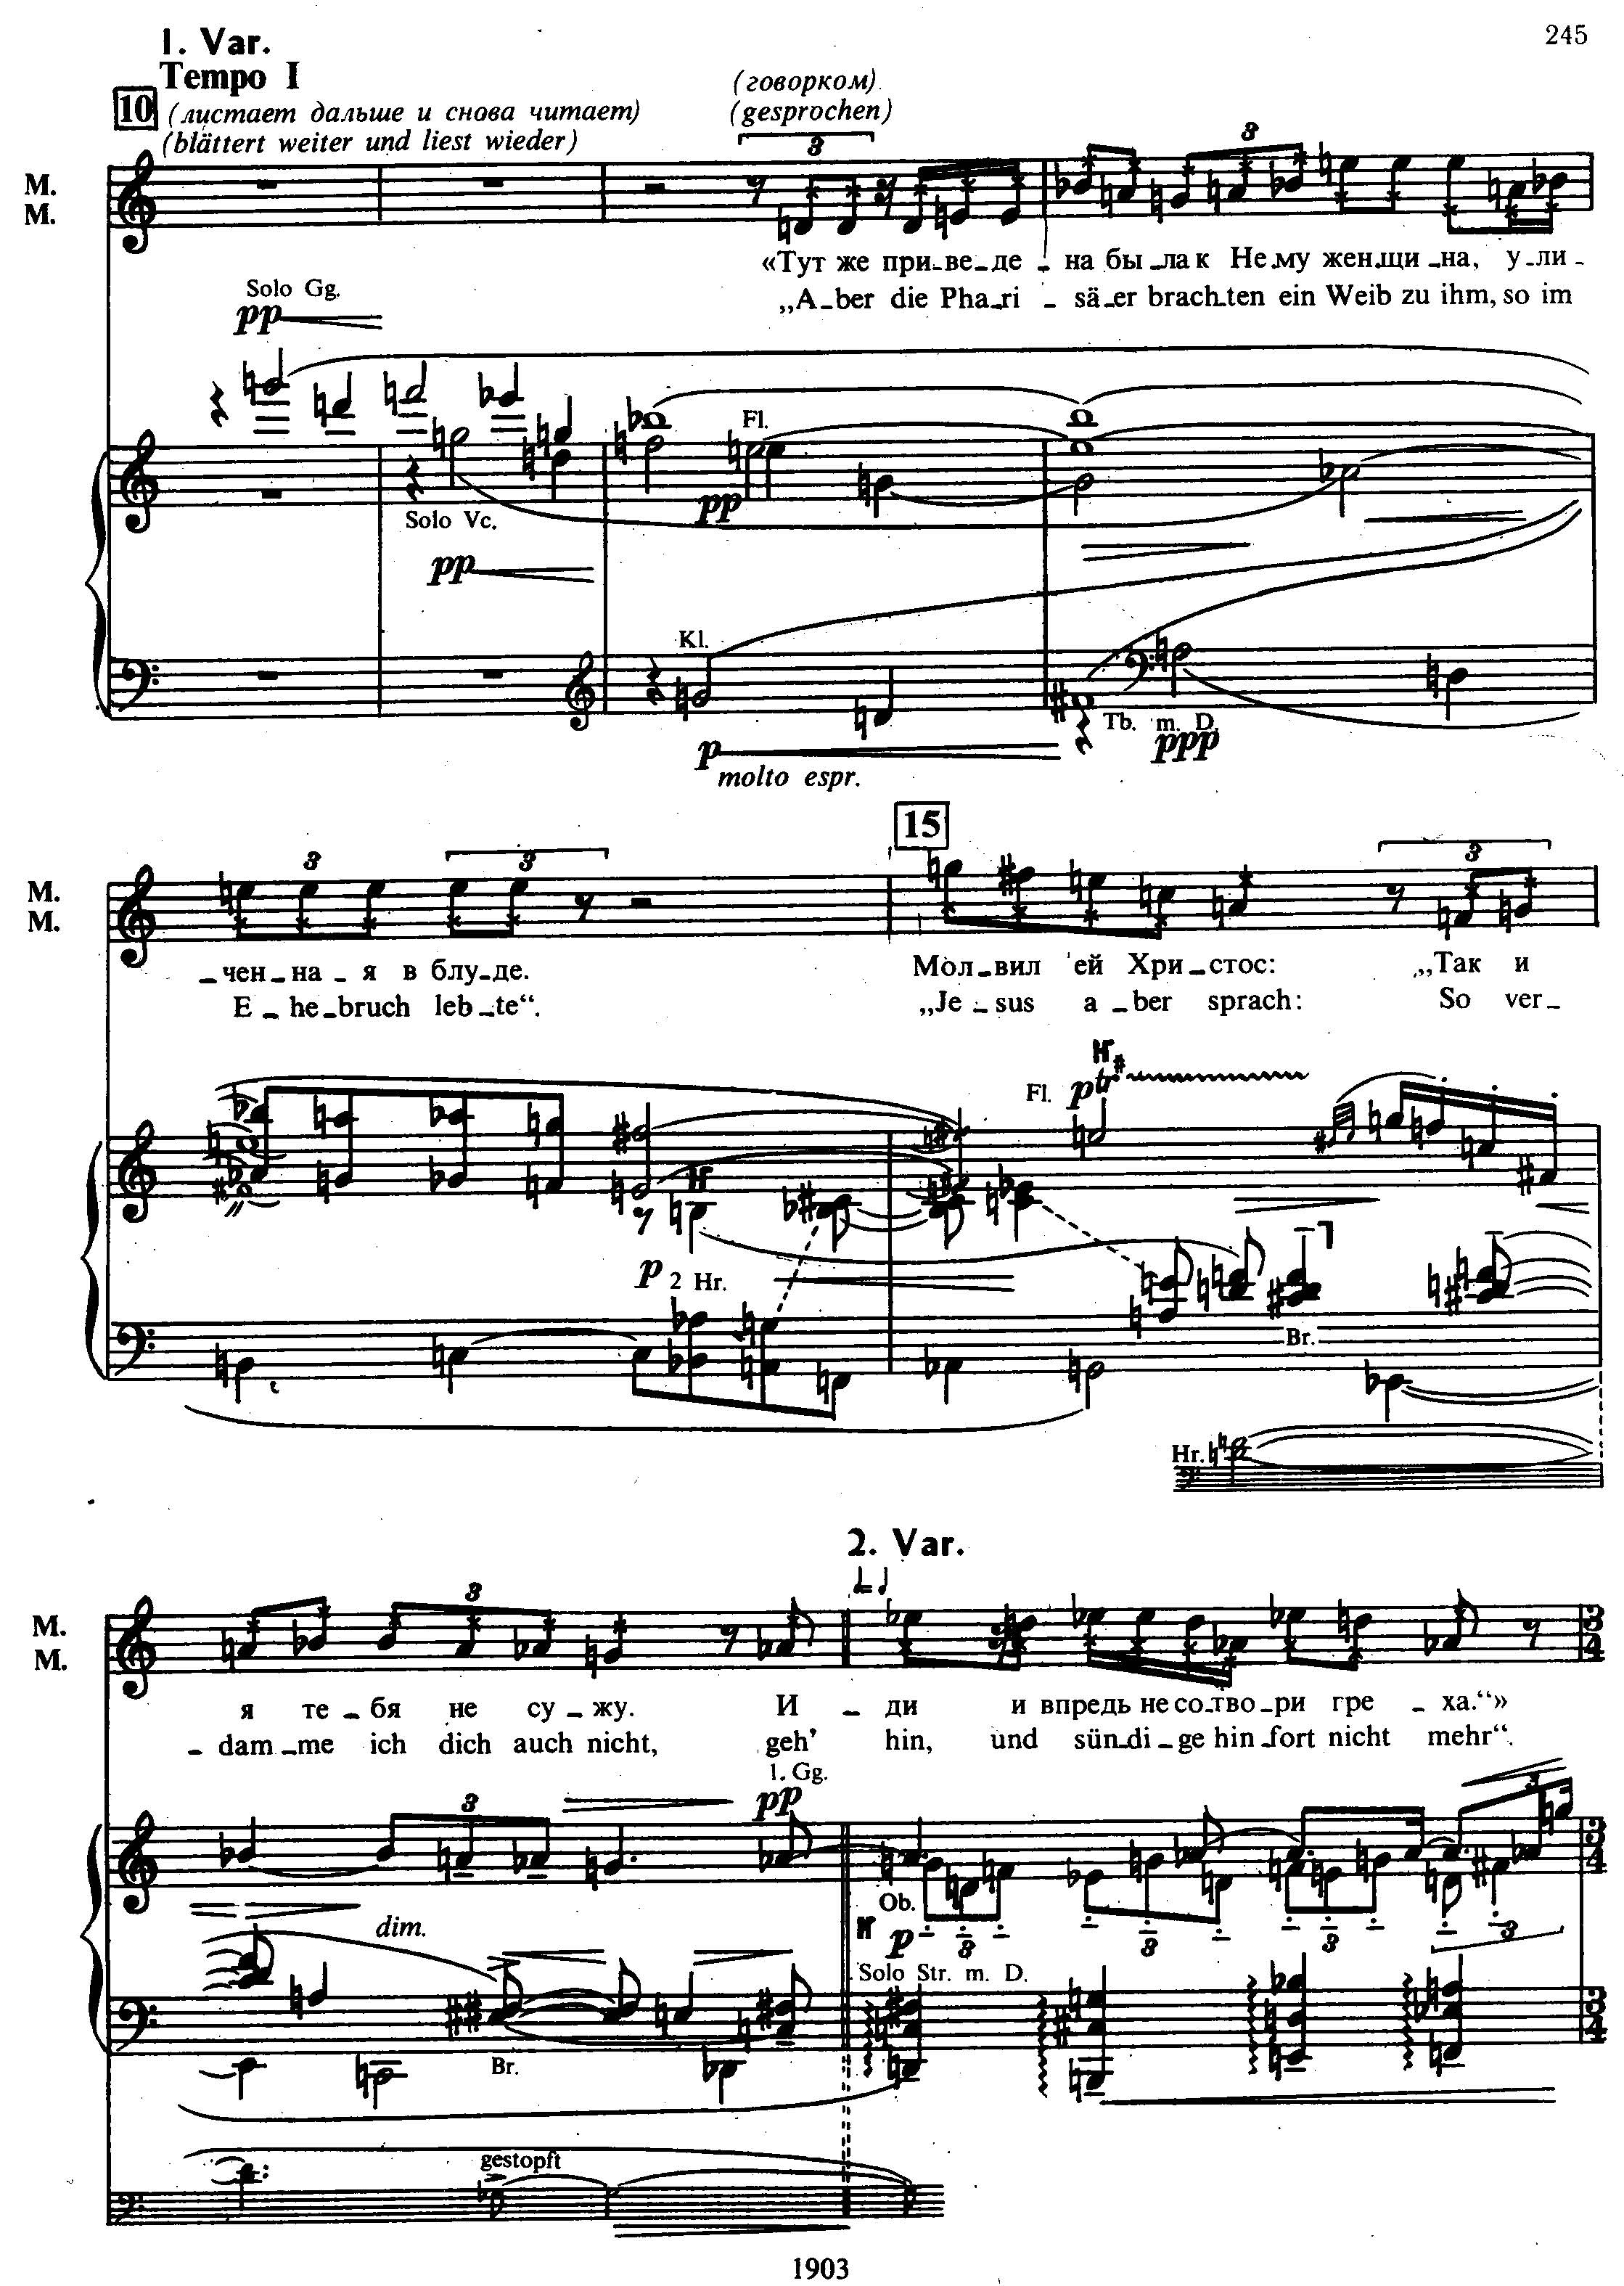 245
1. Var.
Tempo I
10
(листает дальше и снова читает)
(blättert weiter und liest wieder)
(говорком)
(gesprochen)
3
3
M.
M.
«Тут же при-ве-де - на бы-ла к Нему женщи-на, у-ли-
„A-ber die Pha-ri - sä-er brach-ten ein Weib zu ihm, so im
Solo Gg.
pp
Fl.
pp
Solo Vc.
pp
Kl.
p
molto espr.
Tb. m. D.
ppp
15
3
3
3
M.
M.
-чен-на-я в блу-де. Мол-вил ей Хри-стос: „Так и
E-he-bruch leb-te“. „Je-sus a-ber sprach: So ver-
Fl.
p tr
H
H
p 2 Hr.
Br.
Hr.
2. Var.
M.
M.
3
3
4
я те-бя не су-жу. И - ди и впредь не со-тво-ри гре - ха.“»
-dam-me ich dich auch nicht, geh’ hin, und sün-di-ge hin-fort nicht mehr“.
1. Gg.
pp
3
3
3
4
Ob.
H
p
3
3
3
3
dim.
Solo Str. m. D.
Br.
3
4
gestopft
1903